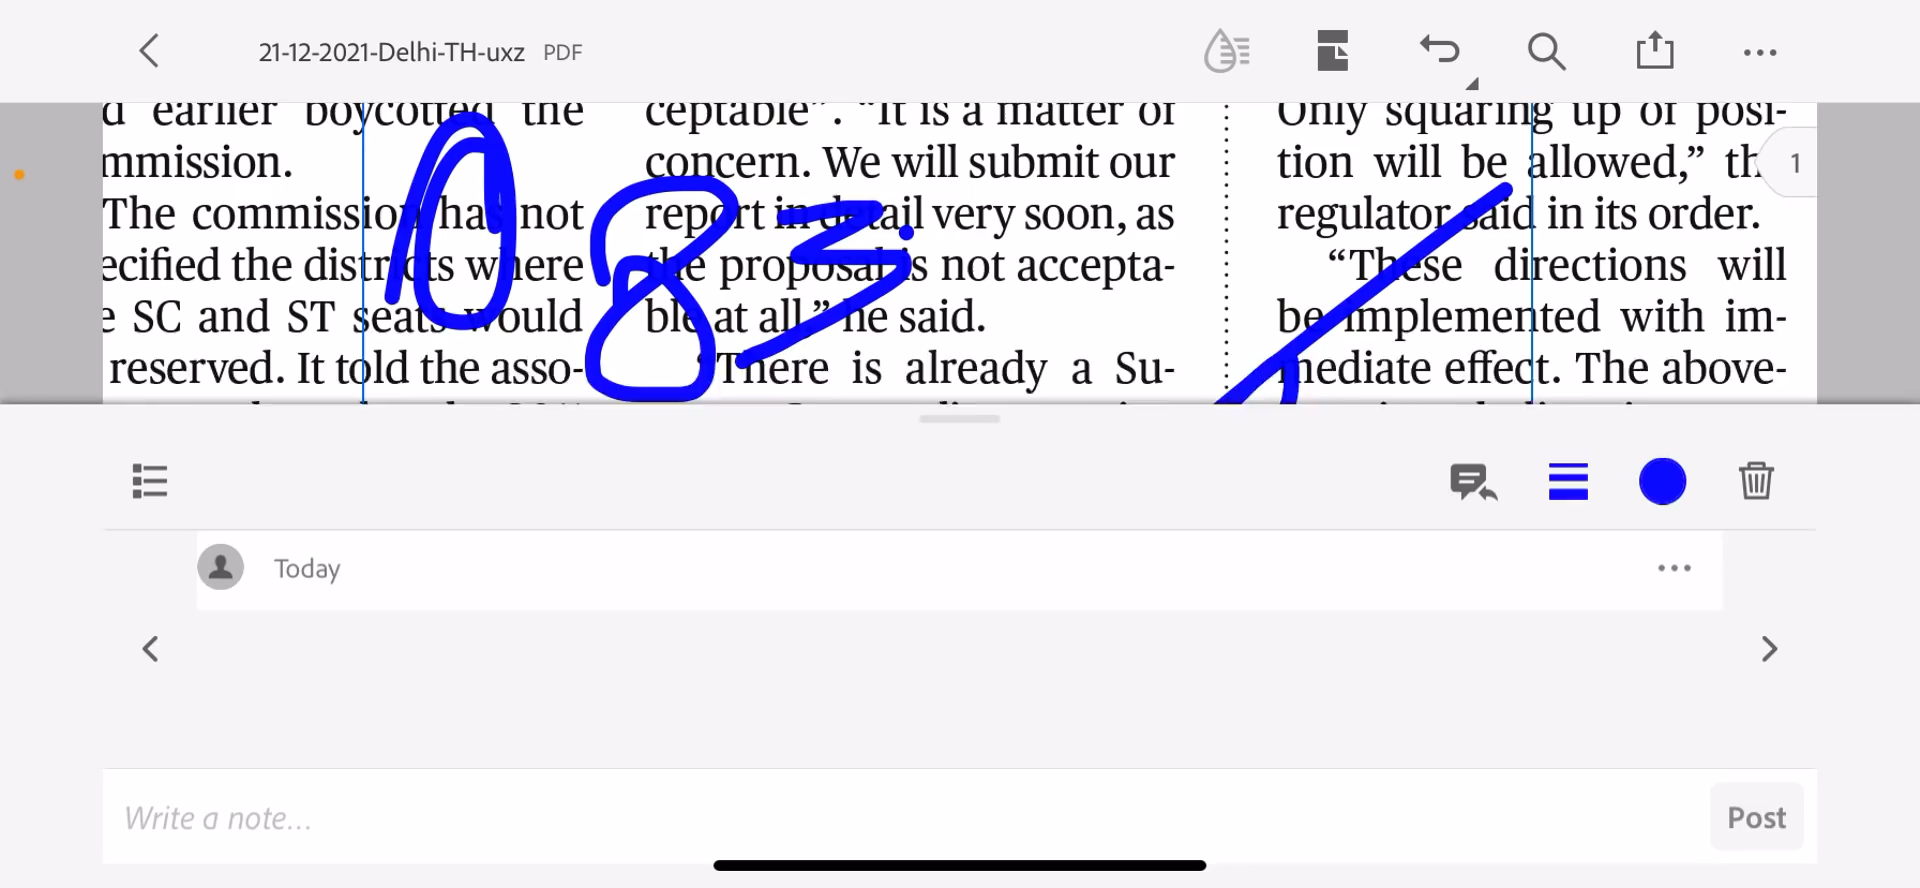 21-12-2021-Delhi-TH-uxz PDF
d earlier boycotted the
mmission.
The commission has not
ecified the districts where
e SC and ST seats would
reserved. It told the asso-
ceptable". "It is a matter of
concern. We will submit our
report in detail very soon, as
the proposal is not accepta-
ble at all," he said.
"There is already a Su-
Only squaring up of posi-
tion will be allowed," th
regulator said in its order.
"These directions will
be implemented with im-
mediate effect. The above-
1
083
Today
Write a note...
Post